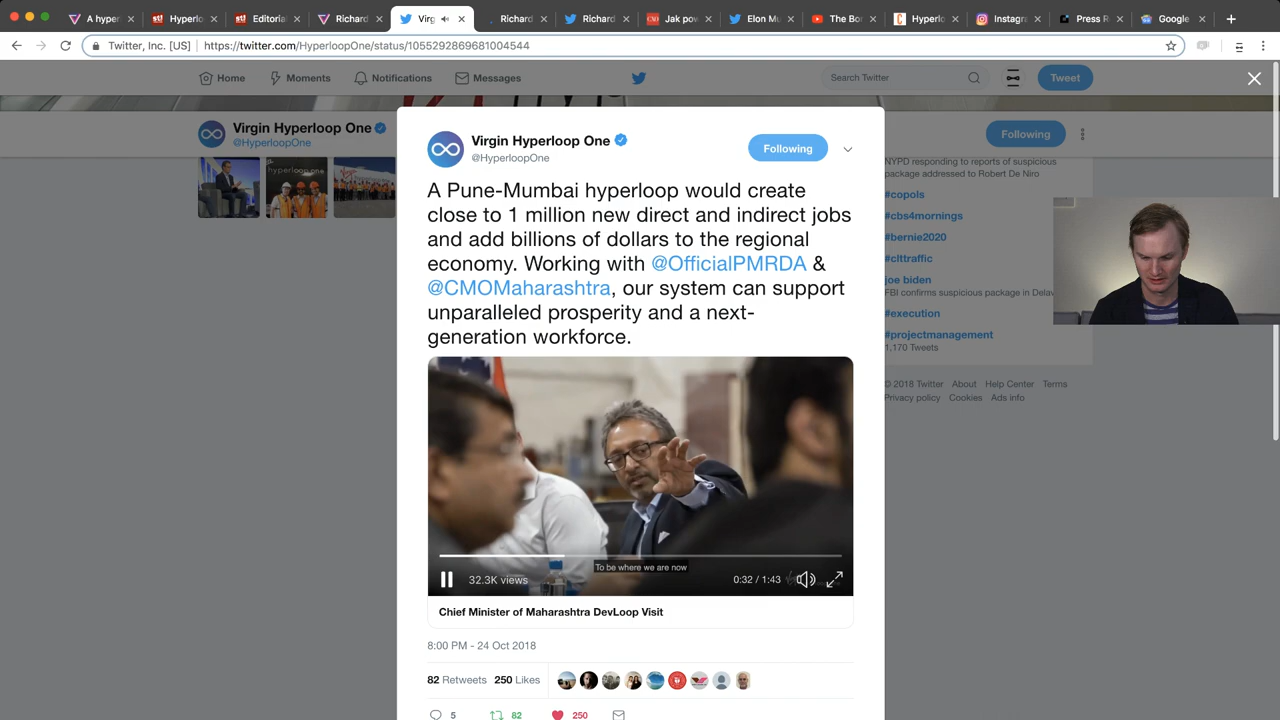 A hyper
Hyperlo
Editorial
Richard
Virg
Richard
Richard
Jak pow
Elon Mu
The Bo
Hyperlo
Instagr
Press R
Google
Twitter, Inc. [US]
https://twitter.com/HyperloopOne/status/1055292869681004544
Home
Moments
Notifications
Messages
Search Twitter
Tweet
Virgin Hyperloop One
@HyperloopOne
Following
Virgin Hyperloop One
@HyperloopOne
Following
A Pune-Mumbai hyperloop would create
close to 1 million new direct and indirect jobs
and add billions of dollars to the regional
economy. Working with @OfficialPMRDA &
@CMOMaharashtra, our system can support
unparalleled prosperity and a next-
generation workforce.
To be where we are now
32.3K views
0:32 / 1:43
Chief Minister of Maharashtra DevLoop Visit
8:00 PM - 24 Oct 2018
82 Retweets 250 Likes
5
82
250
NYPD responding to reports of suspicious
package addressed to Robert De Niro
#copols
#cbs4mornings
#bernie2020
#clttraffic
joe biden
FBI confirms suspicious package in
#execution
#projectmanagement
1,170 Tweets
© 2018 Twitter About Help Center Terms
Privacy policy Cookies Ads info